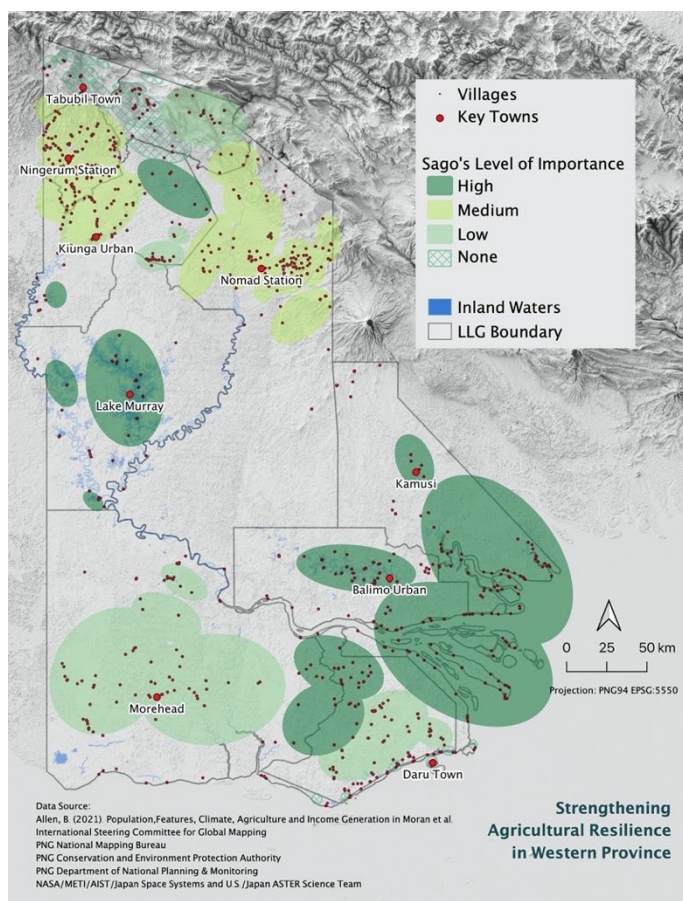 Villages
Key Towns
Sago's Level of Importance
High
Medium
Low
None
Inland Waters
LLG Boundary
Tabubil Town
Ningerum Station
Kiunga Urban
Nomad Station
Lake Murray
Kamusi
Balimo Urban
Morehead
Daru Town
0 25 50 km
Projection: PNG94 EPSG:5550
Data Source:
Allen, B. (2021). Population,Features, Climate, Agriculture and Income Generation in Moran et al.
International Steering Committee for Global Mapping
PNG National Mapping Bureau
PNG Conservation and Environment Protection Authority
PNG Department of National Planning & Monitoring
NASA/METI/AIST/Japan Space Systems and U.S./Japan ASTER Science Team
Strengthening
Agricultural Resilience
in Western Province